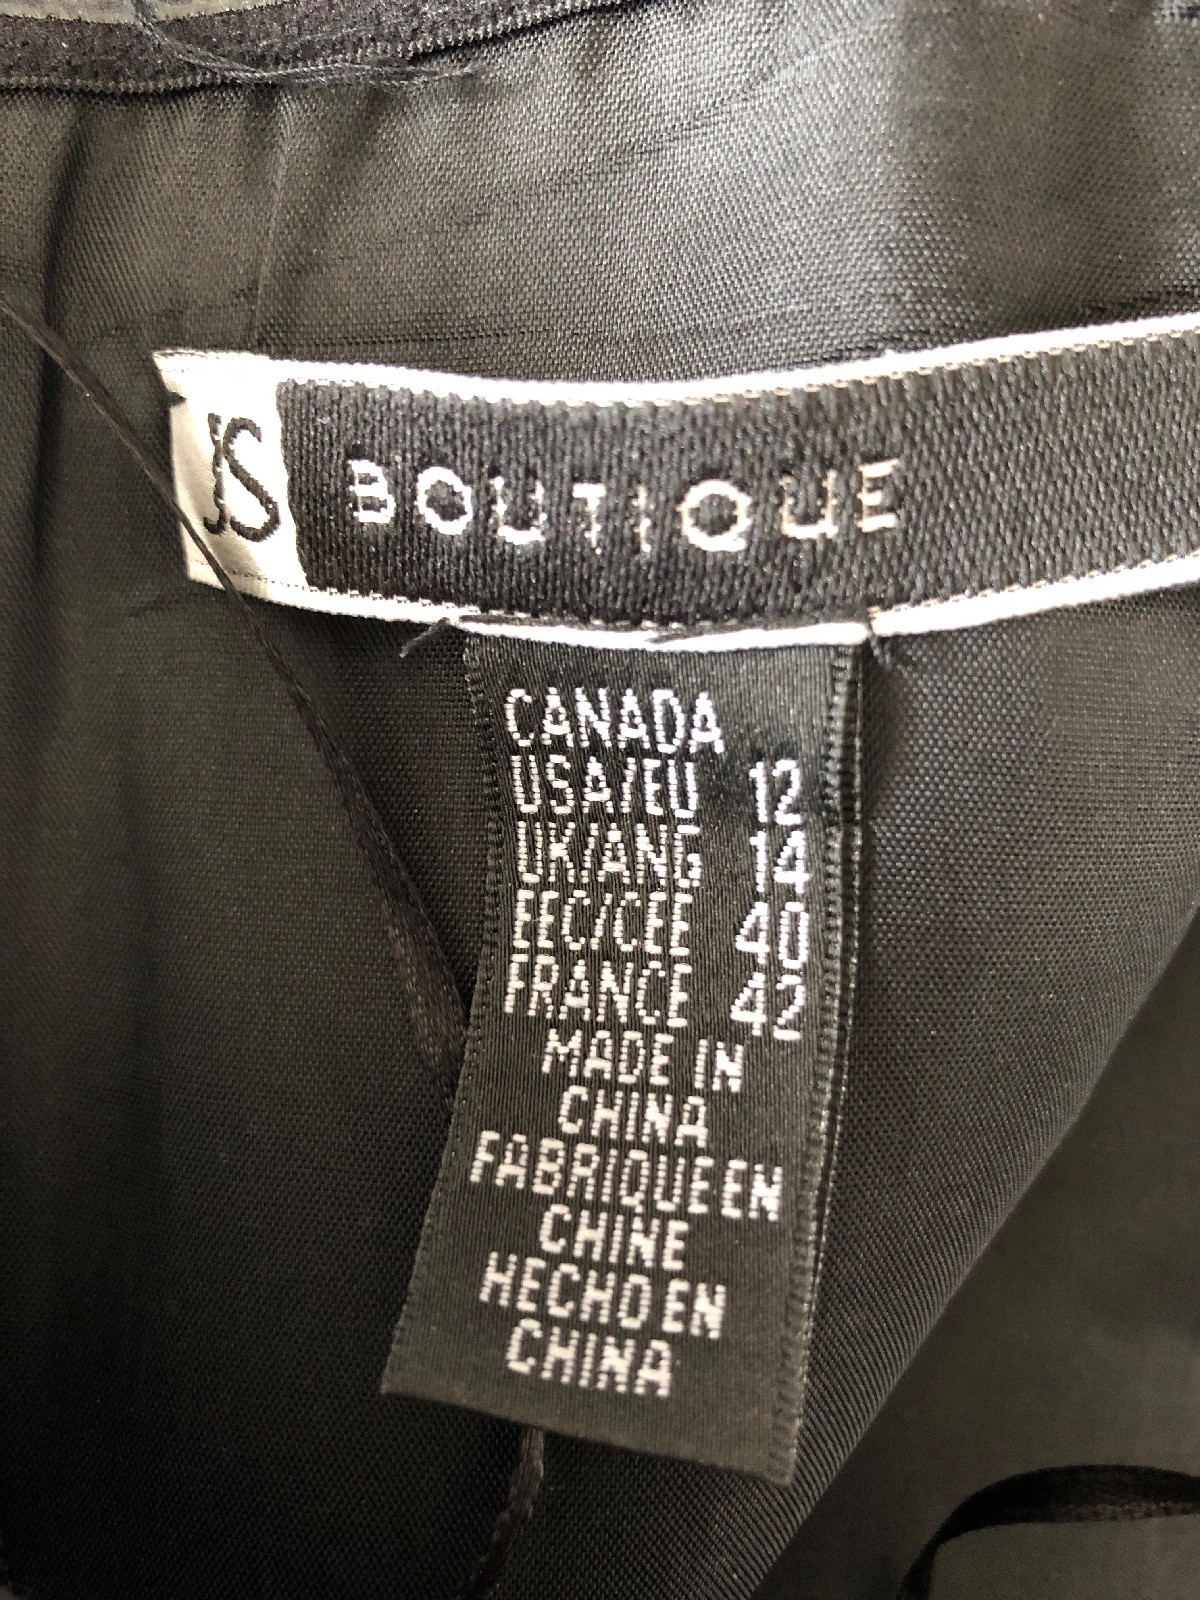 JS BOUTIQUE
CANADA
USA/EU 12
UK/ANG 14
EEC/CEE 40
FRANCE 42
MADE IN
CHINA
FABRIQUE EN
CHINE
HECHO EN
CHINA